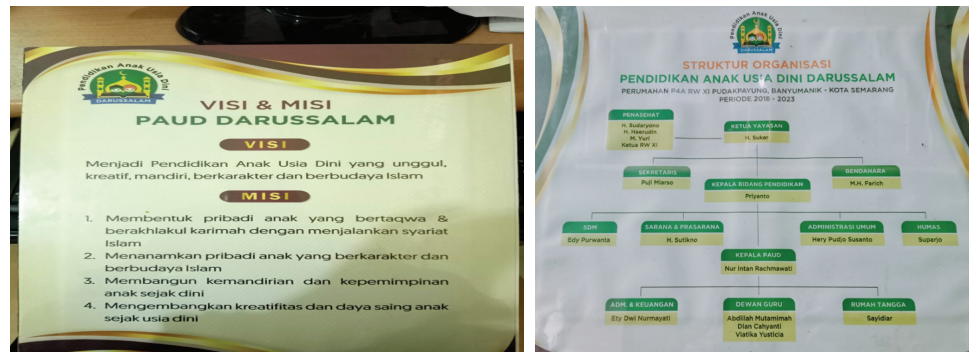 Pendidikan Anak Usia Dini
DARUSSALAM
VISI & MISI
PAUD DARUSSALAM
VISI
Menjadi Pendidikan Anak Usia Dini yang unggul,
kreatif, mandiri, berkarakter dan berbudaya Islam
MISI
1. Membentuk pribadi anak yang bertaqwa &
berakhlakul karimah dengan menjalankan syariat
Islam
2. Menanamkan pribadi anak yang berkarakter dan
berbudaya Islam
3. Membangun kemandirian dan kepemimpinan
anak sejak dini
4. Mengembangkan kreatifitas dan daya saing anak
sejak usia dini
Pendidikan Anak Usia Dini
DARUSSALAM
STRUKTUR ORGANISASI
PENDIDIKAN ANAK USIA DINI DARUSSALAM
PERUMAHAN P4A RW XI PUDAKPAYUNG, BANYUMANIK - KOTA SEMARANG
PERIODE 2018 - 2023
PENASEHAT
H. Sudaryono
H. Haerudin
M. Yuri
Ketua RW XI
KETUA YAYASAN
H. Sukar
SEKRETARIS
Puji Miarso
KEPALA BIDANG PENDIDIKAN
Priyanto
BENDAHARA
M.H. Farich
SDM
Edy Purwanta
SARANA & PRASARANA
H. Sutikno
ADMINISTRASI UMUM
Hery Pudjo Susanto
HUMAS
Suparjo
KEPALA PAUD
Nur Intan Rachmawati
ADM. & KEUANGAN
Ety Dwi Nurmayati
DEWAN GURU
Abdillah Mutamimah
Dian Cahyanti
Viatika Yusticia
RUMAH TANGGA
Sayidiar